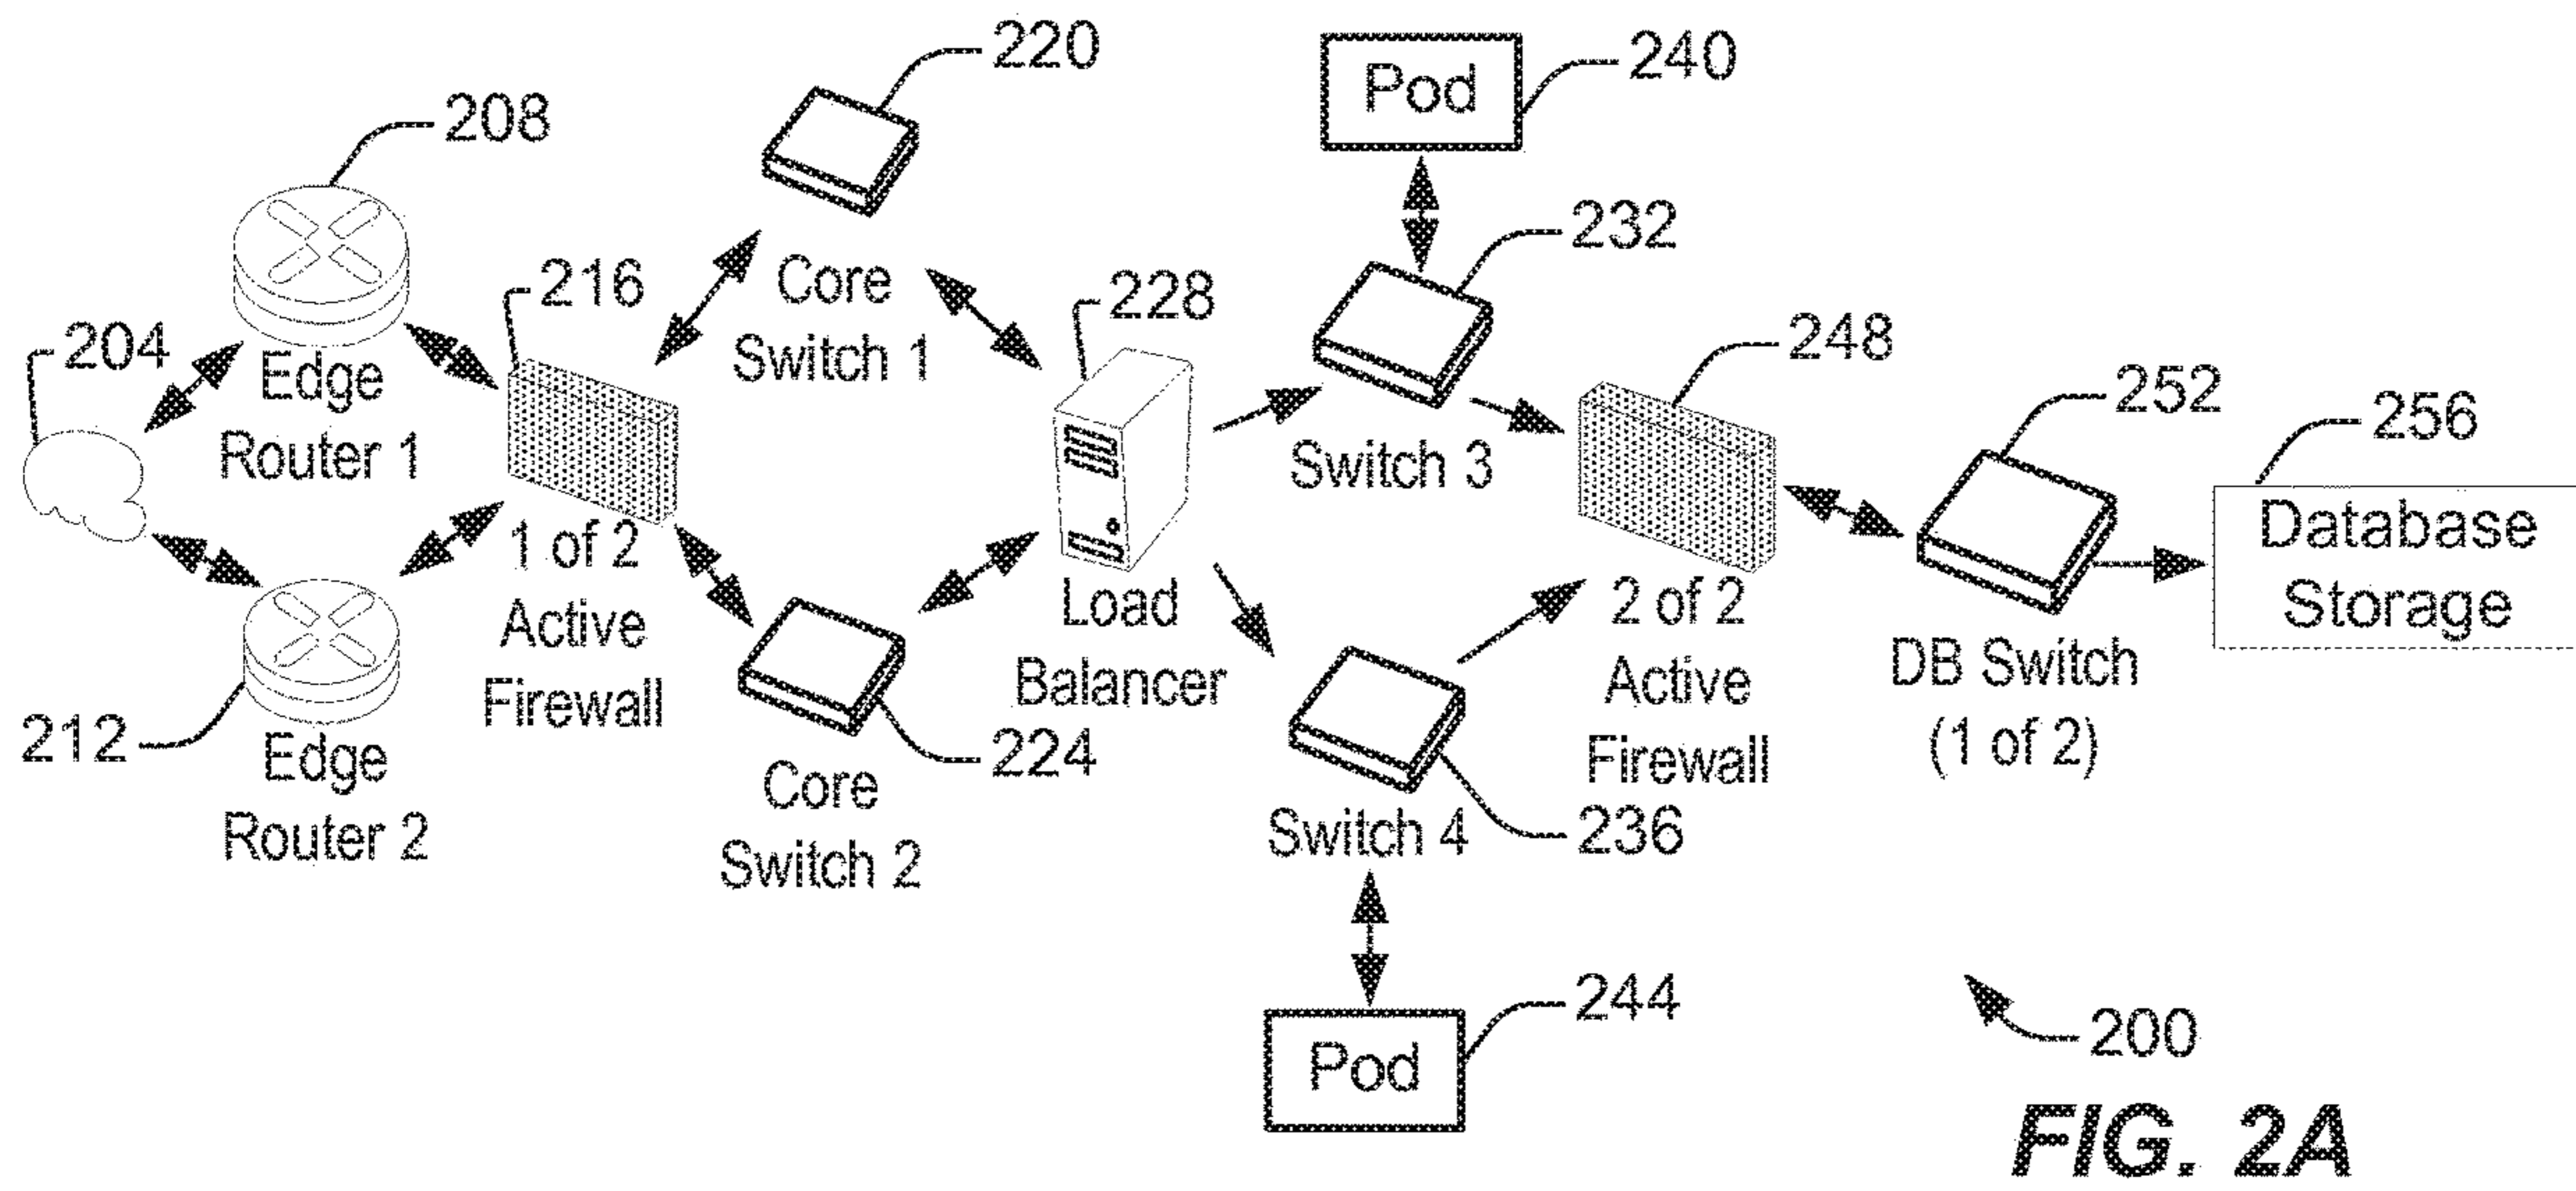 220
Pod
240
208
232
216
Core
Switch 1
228
204
Edge
Router 1
248
252
256
Switch 3
Database
Storage
1 of 2
Active
Firewall
Load
Balancer
2 of 2
Active
Firewall
DB Switch
(1 of 2)
212
Edge
Router 2
224
Core
Switch 2
Switch 4
236
244
Pod
200
FIG. 2A